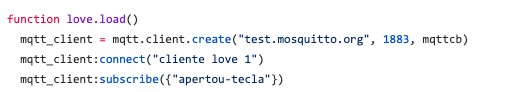 function love.load()
  mqtt_client = mqtt.client.create("test.mosquitto.org", 1883, mqttcb)
  mqtt_client:connect("cliente love 1")
  mqtt_client:subscribe({"apertou-tecla"})